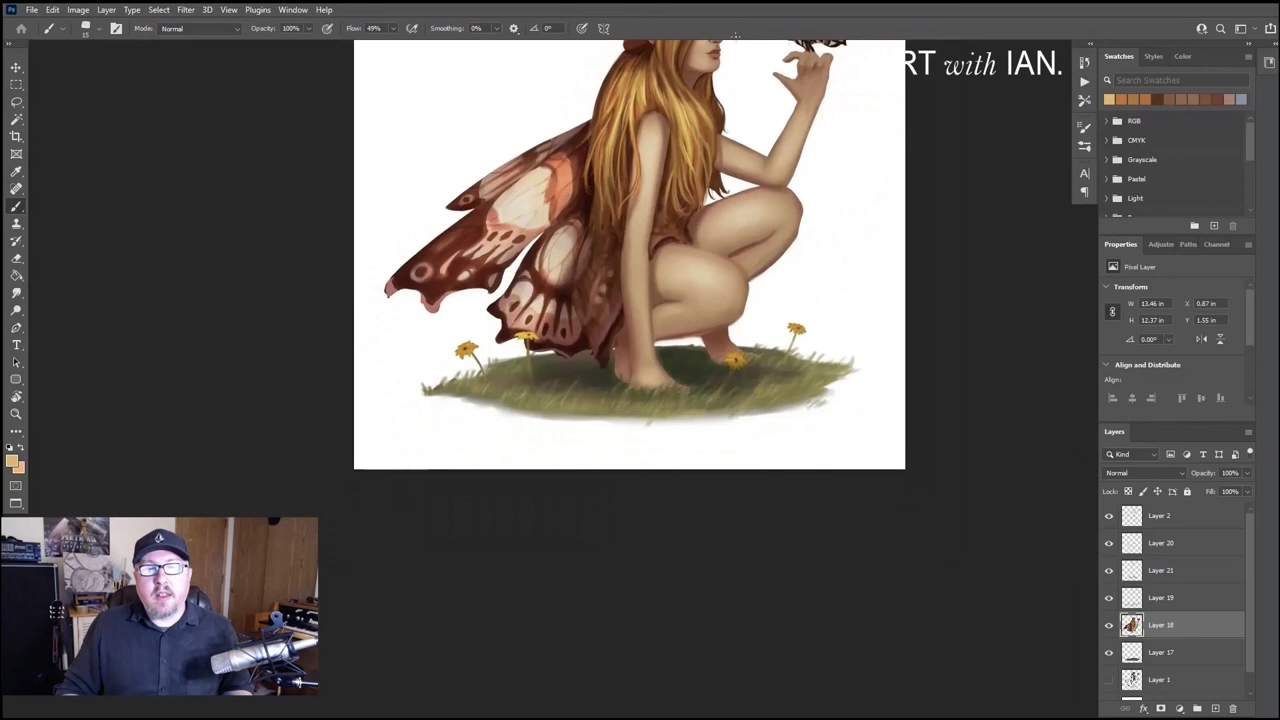 Ps File Edit Image Layer Type Select Filter 3D View Plugins Window Help
15 Mode: Normal Opacity: 100% Flow: 49% Smoothing: 0% 0°
RT with IAN.
Swatches Styles Color
Search Swatches
RGB
CMYK
Grayscale
Pastel
Light
Properties Adjustm Paths Channel
Pixel Layer
Transform
W 13.46 in X 0.87 in
H 12.37 in Y 1.55 in
0.00°
Align and Distribute
Align:
Layers
Kind
Normal Opacity: 100%
Lock: Fill: 100%
Layer 2
Layer 20
Layer 21
Layer 19
Layer 18
Layer 17
Layer 1